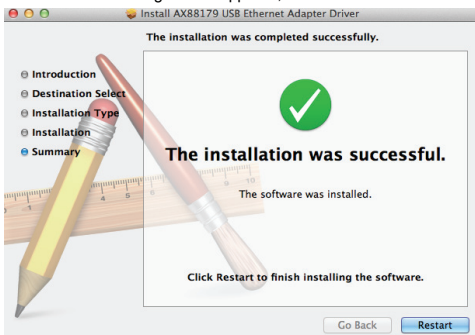 Install AX88179 USB Ethernet Adapter Driver
The installation was completed successfully.
Introduction
Destination Select
Installation Type
Installation
Summary
The installation was successful.
The software was installed.
Click Restart to finish installing the software.
Go Back
Restart